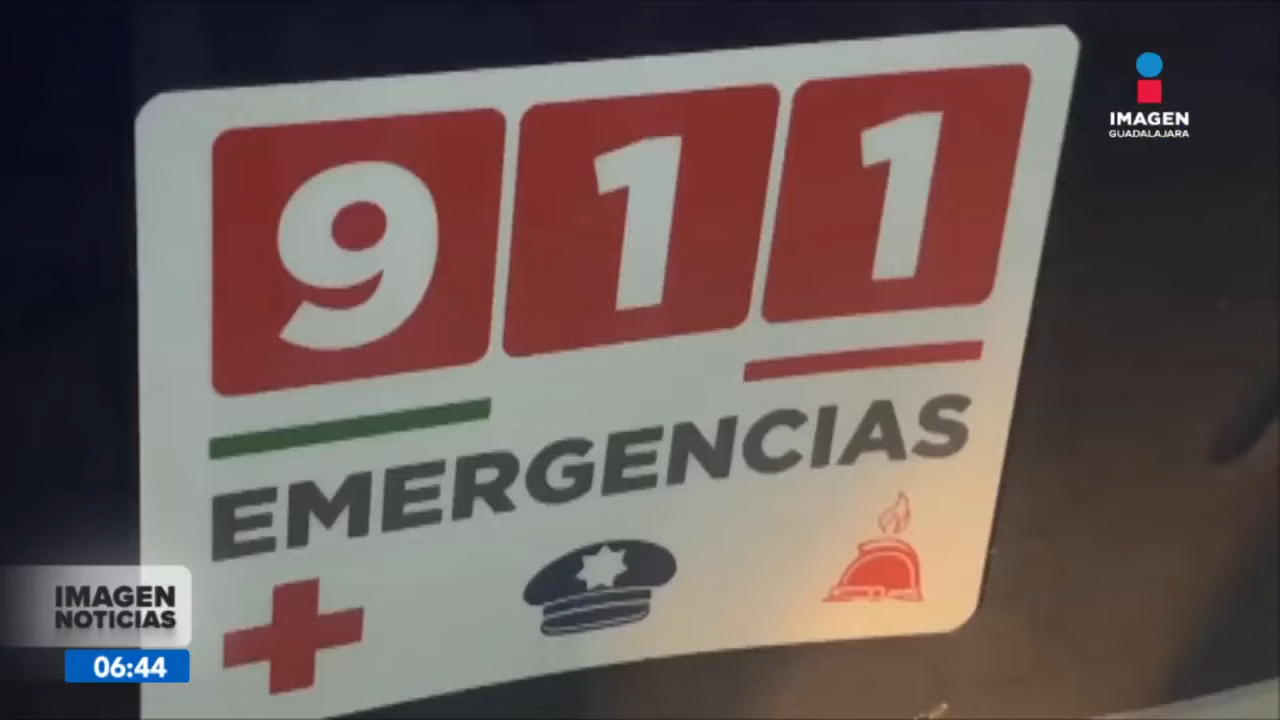 911
EMERGENCIAS
IMAGEN
GUADALAJARA
IMAGEN
NOTICIAS
06:44